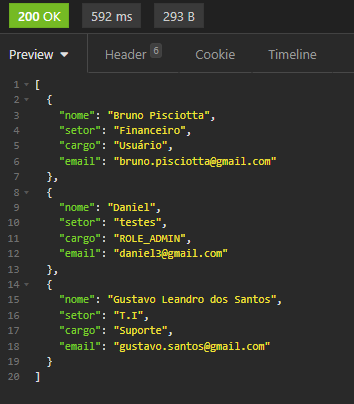 200 OK 592 ms 293 B
Preview Header 6 Cookie Timeline
1 [
2 {
3 "nome": "Bruno Pisciotta",
4 "setor": "Financeiro",
5 "cargo": "Usuário",
6 "email": "bruno.pisciotta@gmail.com"
7 },
8 {
9 "nome": "Daniel",
10 "setor": "testes",
11 "cargo": "ROLE_ADMIN",
12 "email": "daniel3@gmail.com"
13 },
14 {
15 "nome": "Gustavo Leandro dos Santos",
16 "setor": "T.I",
17 "cargo": "Suporte",
18 "email": "gustavo.santos@gmail.com"
19 }
20 ]